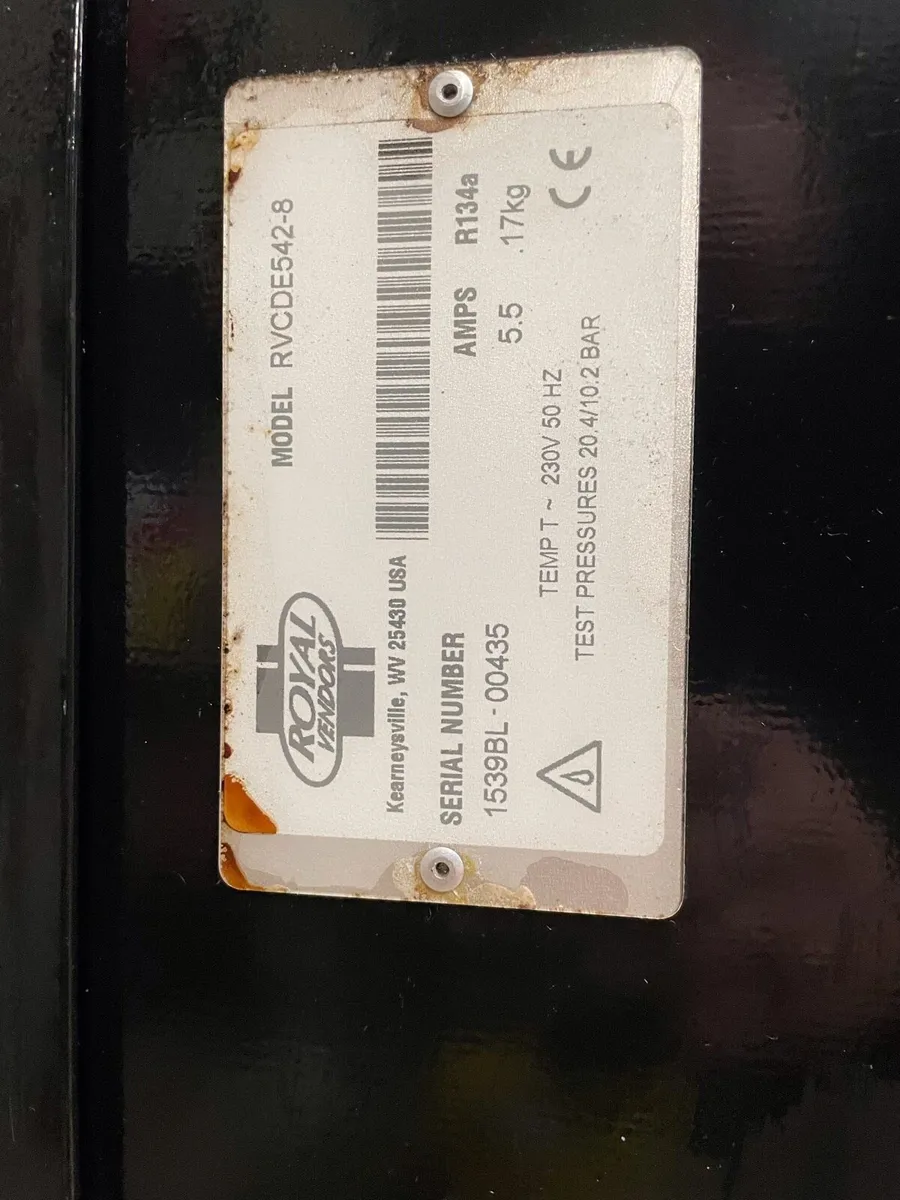 ROYAL
VENDORS
MODEL RVCDE542-8
Kearneysville, WV 25430 USA
SERIAL NUMBER AMPS R134a
1539BL-00435 5.5 .17kg
TEMP T ~ 230V 50 HZ
TEST PRESSURES 20.4/10.2 BAR
CE